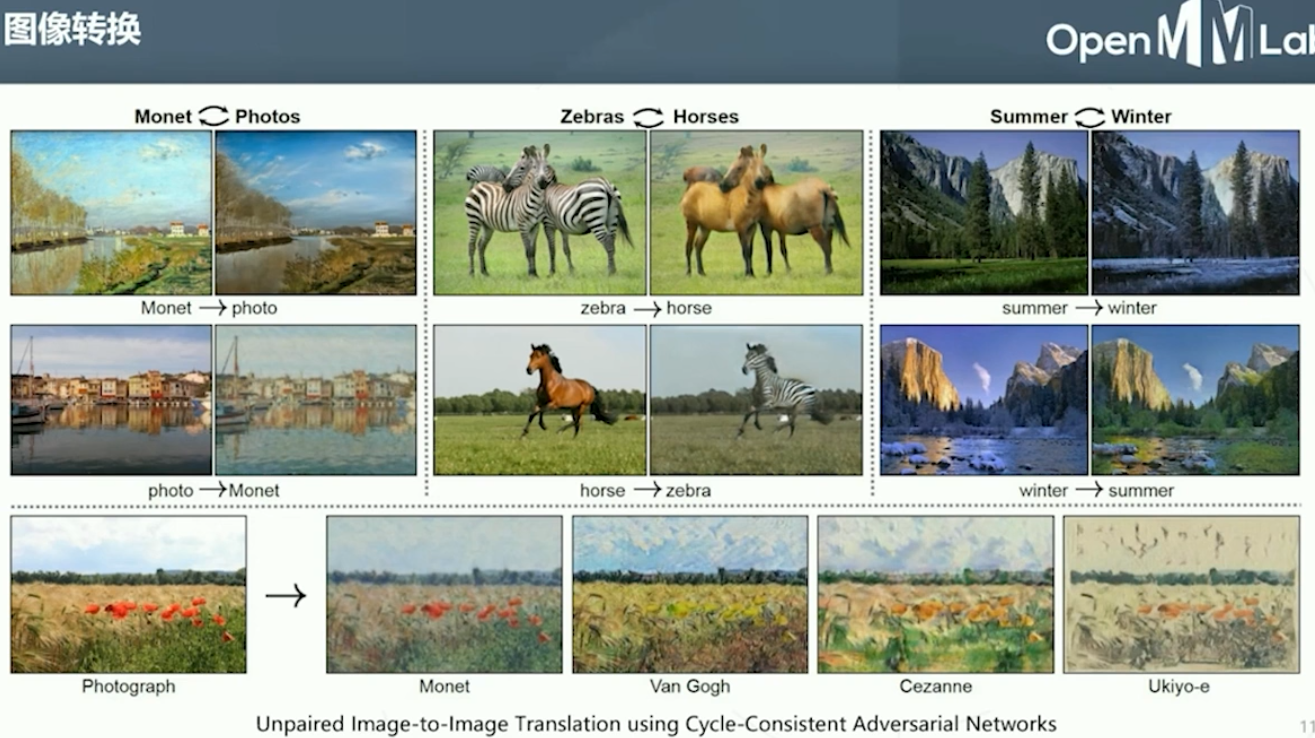 图像转换
OpenMMLab
Monet Photos
Zebras Horses
Summer Winter
Monet → photo
zebra → horse
summer → winter
photo → Monet
horse → zebra
winter → summer
→
Photograph
Monet
Van Gogh
Cezanne
Ukiyo-e
Unpaired Image-to-Image Translation using Cycle-Consistent Adversarial Networks
11